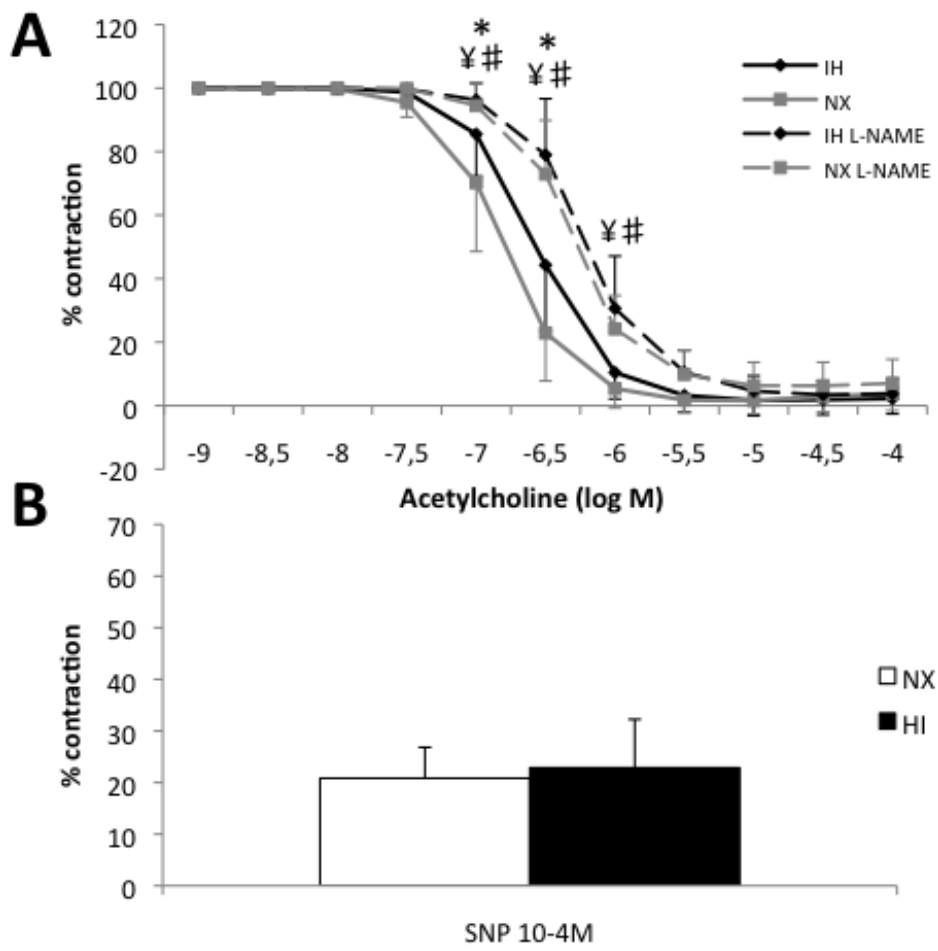 A
120
100
80
60
40
20
0
-20
% contraction
* *
¥# ¥# ¥#
IH
NX
IH L-NAME
NX L-NAME
-9 -8,5 -8 -7,5 -7 -6,5 -6 -5,5 -5 -4,5 -4
Acetylcholine (log M)
B
70
60
50
40
30
20
10
0
% contraction
NX
HI
SNP 10-4M